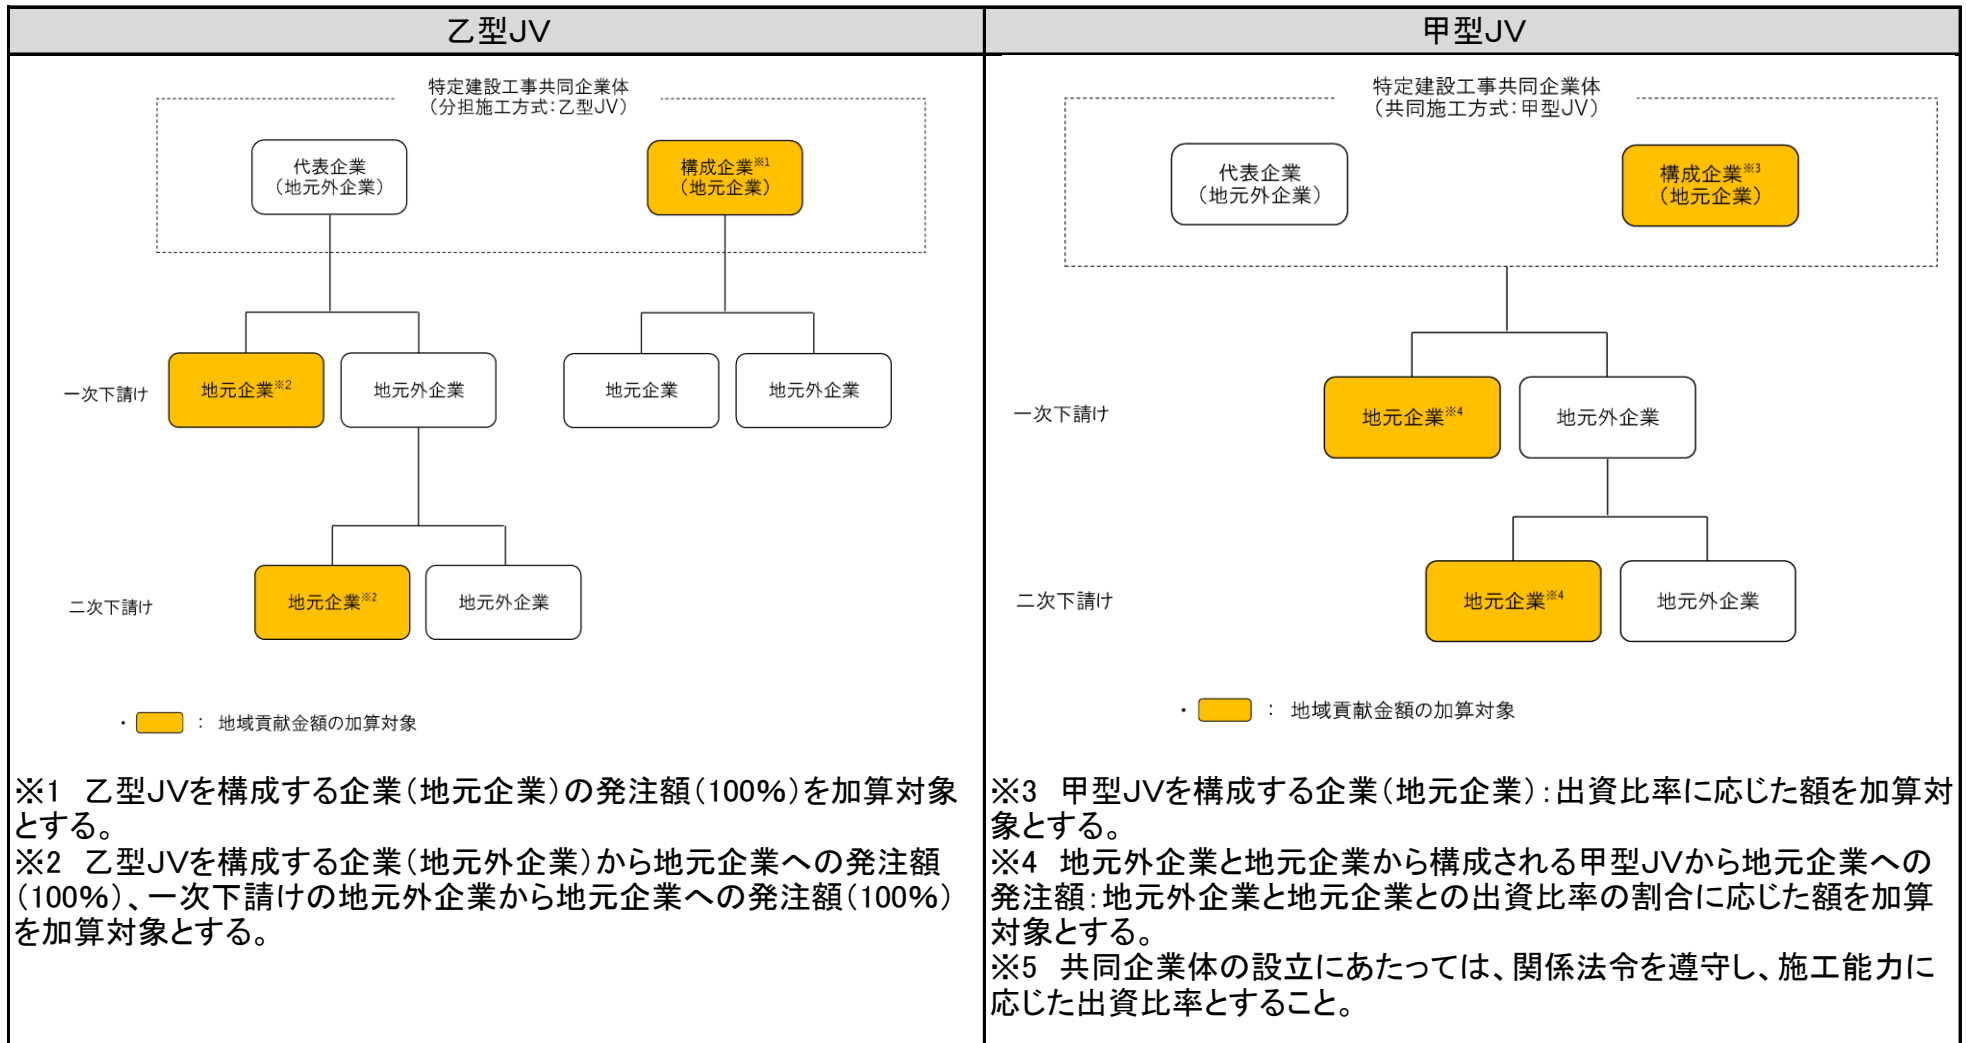 乙型JV
特定建設工事共同企業体
（分担施工方式：乙型JV）
代表企業
（地元外企業）
構成企業※1
（地元企業）
一次下請け
地元企業※2
地元外企業
地元企業
地元外企業
二次下請け
地元企業※2
地元外企業
・ ： 地域貢献金額の加算対象
※1 乙型JVを構成する企業（地元企業）の発注額（100％）を加算対象
とする。
※2 乙型JVを構成する企業（地元外企業）から地元企業への発注額
（100％）、一次下請けの地元外企業から地元企業への発注額（100％）
を加算対象とする。
甲型JV
特定建設工事共同企業体
（共同施工方式：甲型JV）
代表企業
（地元外企業）
構成企業※3
（地元企業）
一次下請け
地元企業※4
地元外企業
二次下請け
地元企業※4
地元外企業
・ ： 地域貢献金額の加算対象
※3 甲型JVを構成する企業（地元企業）：出資比率に応じた額を加算対
象とする。
※4 地元外企業と地元企業から構成される甲型JVから地元企業への
発注額：地元外企業と地元企業との出資比率の割合に応じた額を加算
対象とする。
※5 共同企業体の設立にあたっては、関係法令を遵守し、施工能力に
応じた出資比率とすること。